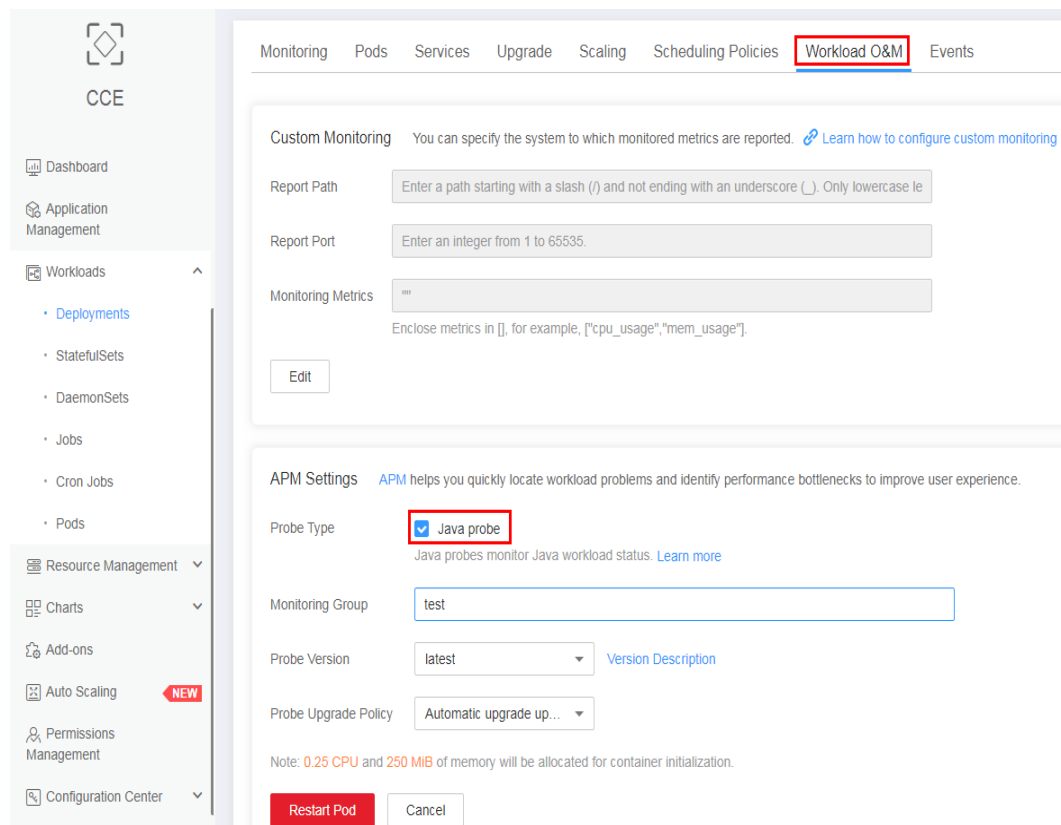 CCE
Dashboard
Application
Management
Workloads
Deployments
StatefulSets
DaemonSets
Jobs
Cron Jobs
Pods
Resource Management
Charts
Add-ons
Auto Scaling NEW
Permissions
Management
Configuration Center
Monitoring Pods Services Upgrade Scaling Scheduling Policies Workload O&M Events
Custom Monitoring You can specify the system to which monitored metrics are reported. Learn how to configure custom monitoring
Report Path Enter a path starting with a slash (/) and not ending with an underscore (_). Only lowercase le
Report Port Enter an integer from 1 to 65535.
Monitoring Metrics ""
Enclose metrics in [], for example, ["cpu_usage","mem_usage"].
Edit
APM Settings APM helps you quickly locate workload problems and identify performance bottlenecks to improve user experience.
Probe Type Java probe
Java probes monitor Java workload status. Learn more
Monitoring Group test
Probe Version latest Version Description
Probe Upgrade Policy Automatic upgrade up...
Note: 0.25 CPU and 250 MiB of memory will be allocated for container initialization.
Restart Pod Cancel